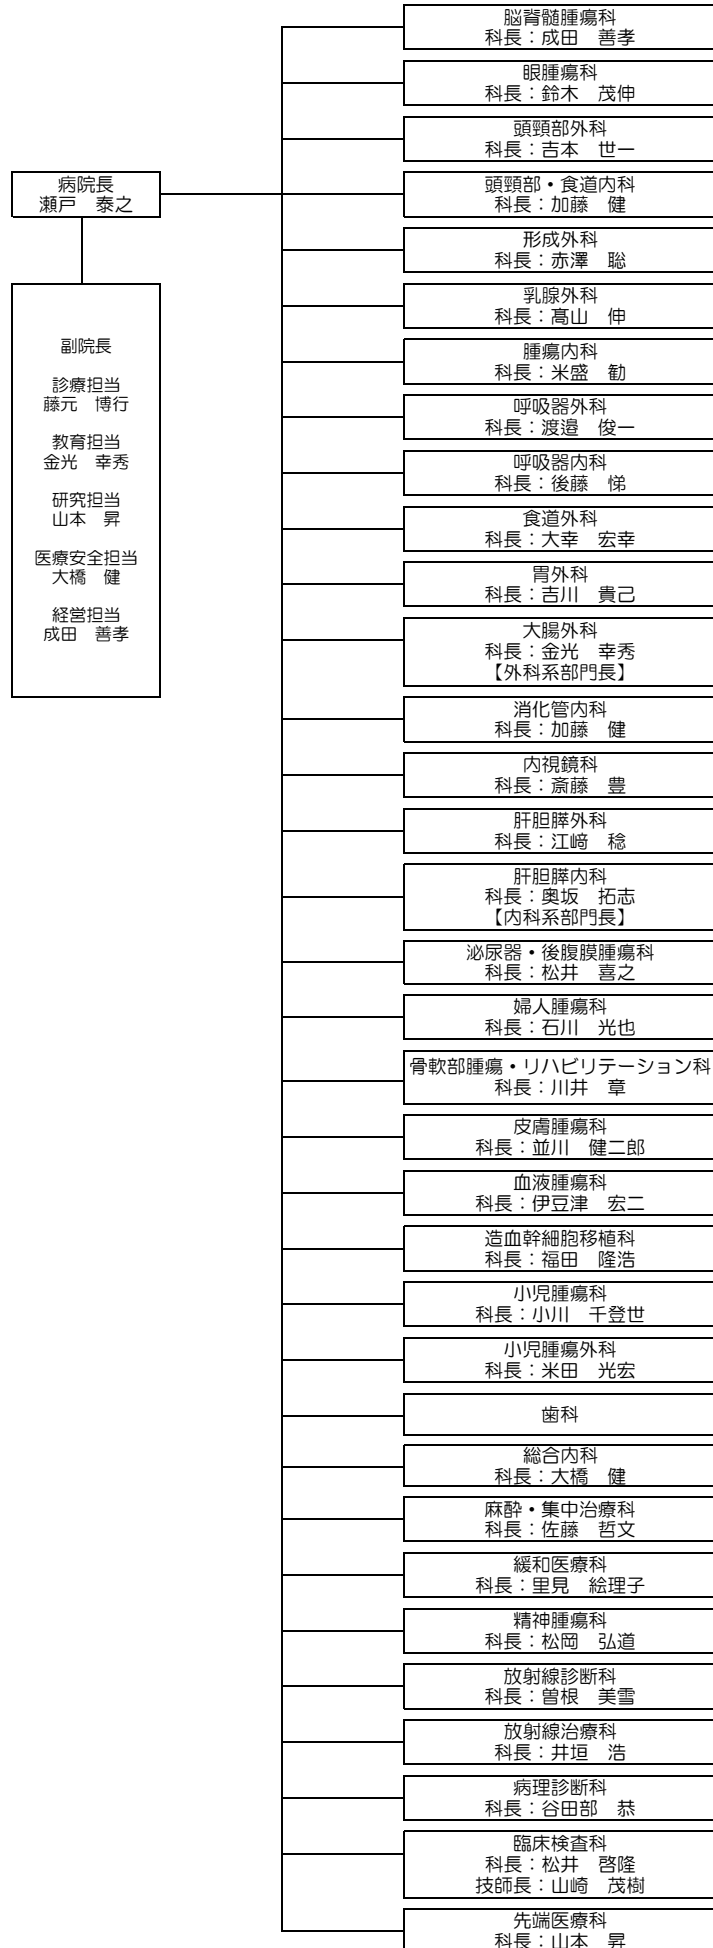 病院長
瀬戸　泰之
副院長
診療担当
藤元　博行
教育担当
金光　幸秀
研究担当
山本　昇
医療安全担当
大橋　健
経営担当
成田　善孝
脳脊髄腫瘍科
科長：成田　善孝
眼腫瘍科
科長：鈴木　茂伸
頭頸部外科
科長：吉本　世一
頭頸部・食道内科
科長：加藤　健
形成外科
科長：赤澤　聡
乳腺外科
科長：髙山　伸
腫瘍内科
科長：米盛　勧
呼吸器外科
科長：渡邉　俊一
呼吸器内科
科長：後藤　悌
食道外科
科長：大幸　宏幸
胃外科
科長：吉川　貴己
大腸外科
科長：金光　幸秀
【外科系部門長】
消化管内科
科長：加藤　健
内視鏡科
科長：斎藤　豊
肝胆膵外科
科長：江﨑　稔
肝胆膵内科
科長：奥坂　拓志
【内科系部門長】
泌尿器・後腹膜腫瘍科
科長：松井　喜之
婦人腫瘍科
科長：石川　光也
骨軟部腫瘍・リハビリテーション科
科長：川井　章
皮膚腫瘍科
科長：並川　健二郎
血液腫瘍科
科長：伊豆津　宏二
造血幹細胞移植科
科長：福田　隆浩
小児腫瘍科
科長：小川　千登世
小児腫瘍外科
科長：米田　光宏
歯科
総合内科
科長：大橋　健
麻酔・集中治療科
科長：佐藤　哲文
緩和医療科
科長：里見　絵理子
精神腫瘍科
科長：松岡　弘道
放射線診断科
科長：曽根　美雪
放射線治療科
科長：井垣　浩
病理診断科
科長：谷田部　恭
臨床検査科
科長：松井　啓隆
技師長：山崎　茂樹
先端医療科
科長：山本　昇